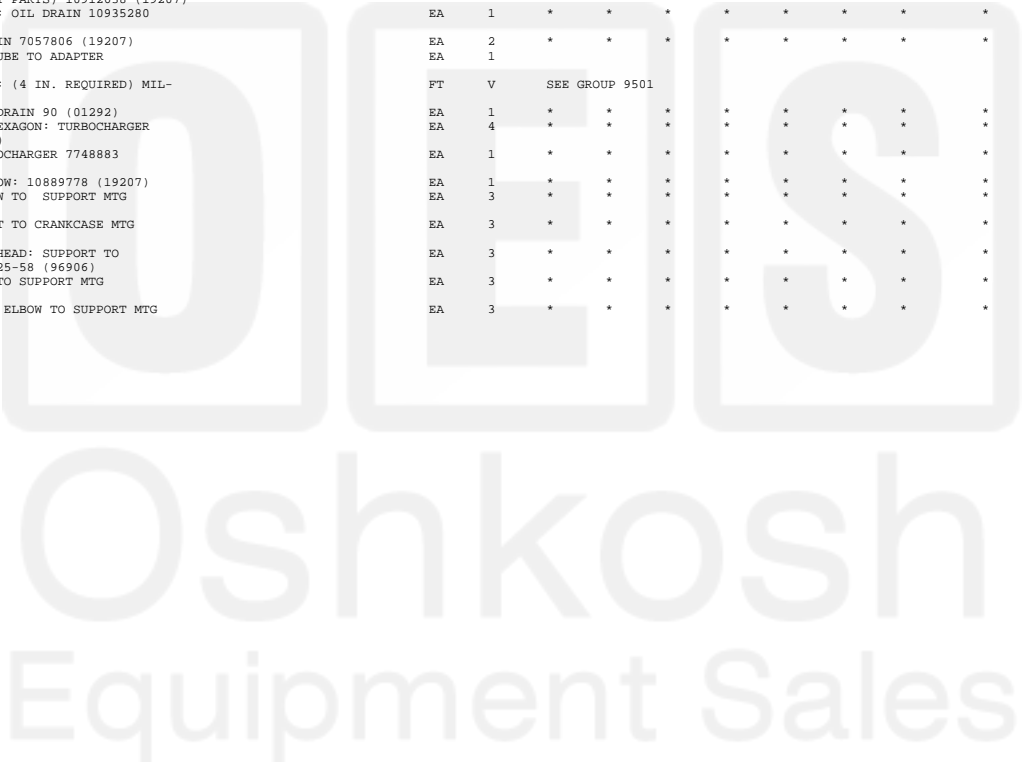 PARTS) 10912038 (19207)
: OIL DRAIN 10935280 EA 1 * * * * * * * *
IN 7057806 (19207) EA 2 * * * * * * * *
UBE TO ADAPTER EA 1
: (4 IN. REQUIRED) MIL- FT V SEE GROUP 9501
DRAIN 90 (01292) EA 1 * * * * * * * *
EXAGON: TURBOCHARGER EA 4 * * * * * * * *
)
OCHARGER 7748883 EA 1 * * * * * * * *
OW: 10889778 (19207) EA 1 * * * * * * * *
W TO SUPPORT MTG EA 3 * * * * * * * *
T TO CRANKCASE MTG EA 3 * * * * * * * *
HEAD: SUPPORT TO EA 3 * * * * * * * *
25-58 (96906)
TO SUPPORT MTG EA 3 * * * * * * * *
ELBOW TO SUPPORT MTG EA 3 * * * * * * * *
OES
Oshkosh
Equipment Sales